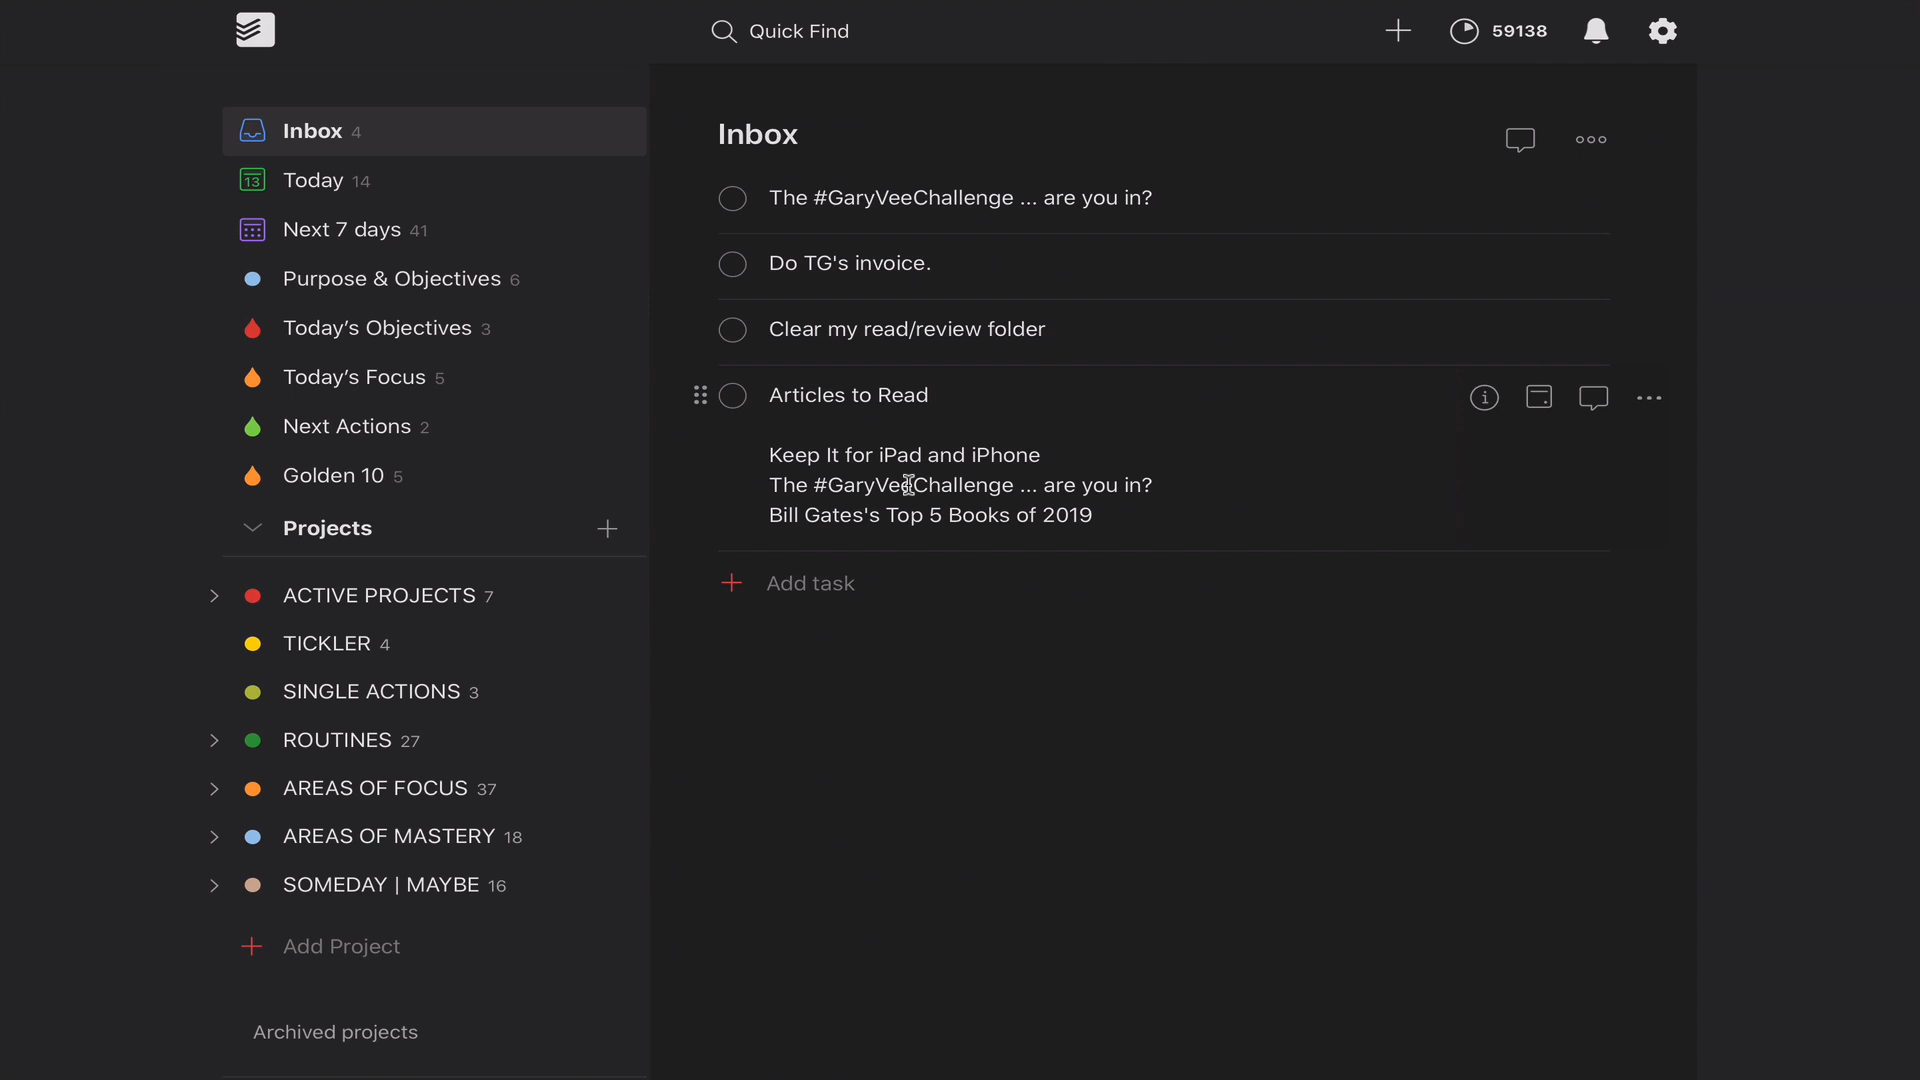 Quick Find
59138
Inbox 4
13
Today 14
Next 7 days 41
Purpose & Objectives 6
Today's Objectives 3
Today's Focus 5
Next Actions 2
Golden 10 5
Projects
ACTIVE PROJECTS 7
TICKLER 4
SINGLE ACTIONS 3
ROUTINES 27
AREAS OF FOCUS 37
AREAS OF MASTERY 18
SOMEDAY | MAYBE 16
Add Project
Archived projects
Inbox
The #GaryVeeChallenge ... are you in?
Do TG's invoice.
Clear my read/review folder
Articles to Read
Keep It for iPad and iPhone
The #GaryVeeChallenge ... are you in?
Bill Gates's Top 5 Books of 2019
Add task